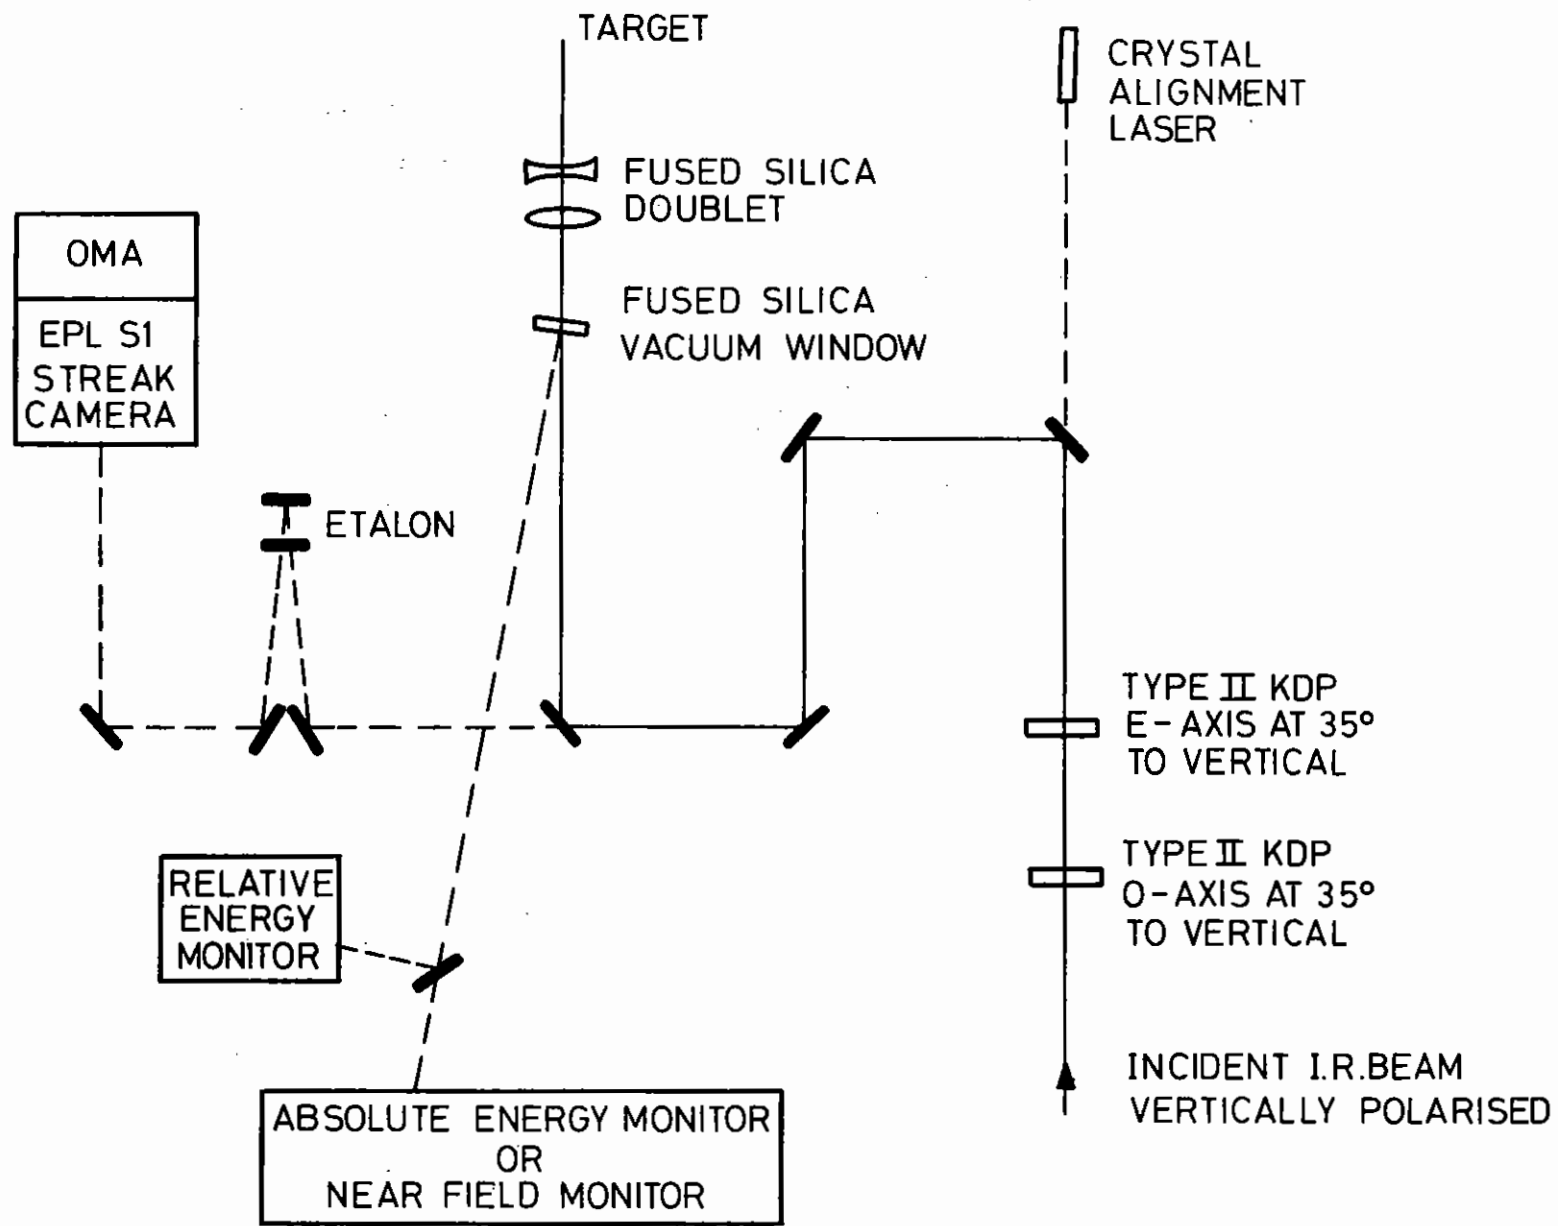 TARGET
CRYSTAL
ALIGNMENT
LASER
FUSED SILICA
DOUBLET
OMA
EPL S1
STREAK
CAMERA
FUSED SILICA
VACUUM WINDOW
ETALON
TYPE II KDP
E-AXIS AT 35°
TO VERTICAL
RELATIVE
ENERGY
MONITOR
TYPE II KDP
O-AXIS AT 35°
TO VERTICAL
INCIDENT I.R.BEAM
VERTICALLY POLARISED
ABSOLUTE ENERGY MONITOR
OR
NEAR FIELD MONITOR